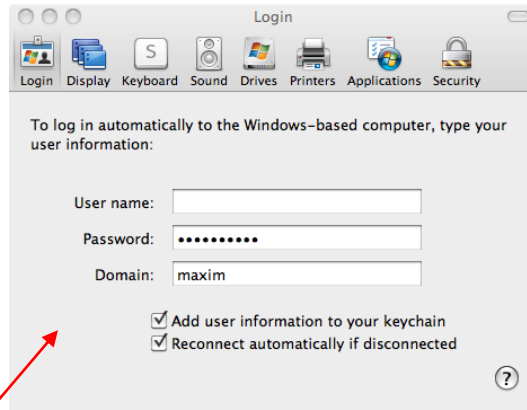 Login
S
Login Display Keyboard Sound Drives Printers Applications Security
To log in automatically to the Windows-based computer, type your
user information:
User name:
Password: ••••••••••
Domain: maxim
Add user information to your keychain
Reconnect automatically if disconnected
?